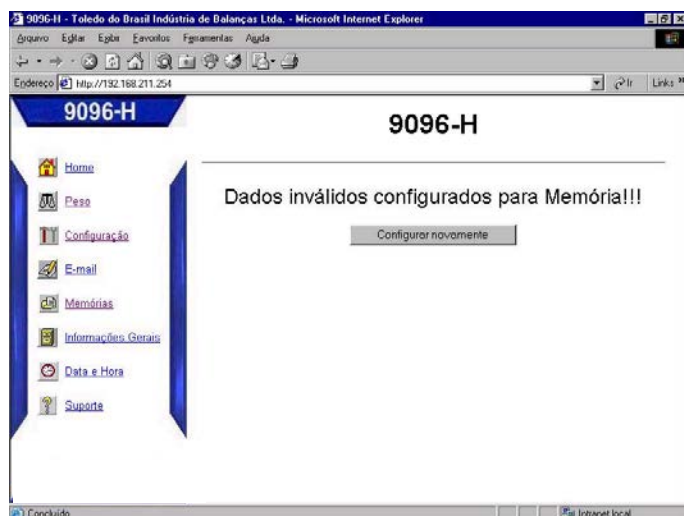 9096-H - Toledo do Brasil Indústria de Balanças Ltda. - Microsoft Internet Explorer
Arquivo Editar Exibir Favoritos Ferramentas Ajuda
Endereço http://192.168.211.254 Ir Links »
9096-H
9096-H
Home
Peso
Configuração
E-mail
Memórias
Informações Gerais
Data e Hora
Suporte
Dados inválidos configurados para Memória!!!
Configurar novamente
Concluído Intranet local